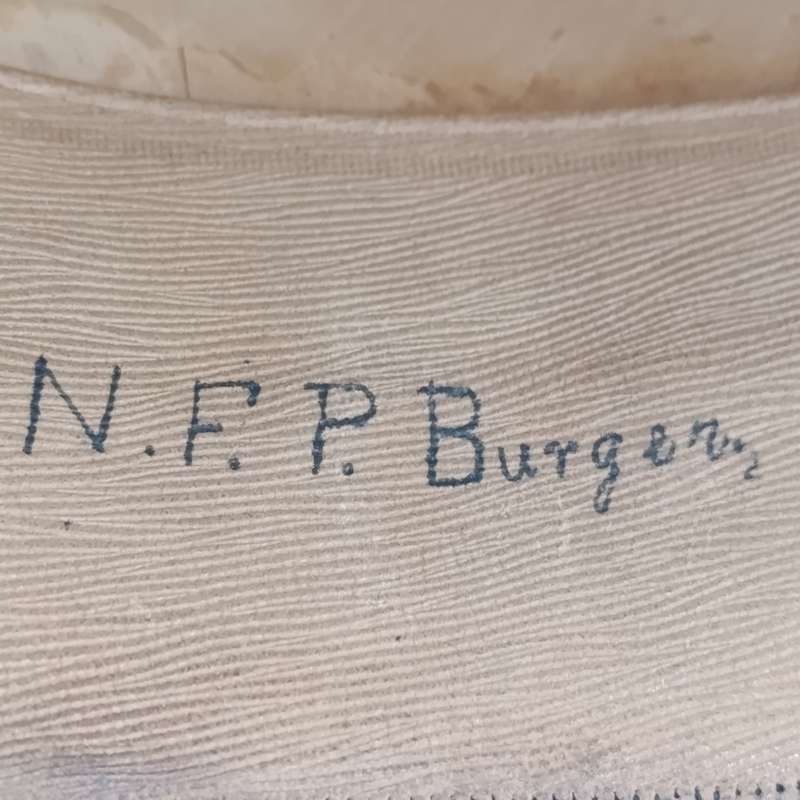 N. F. P. Burger,